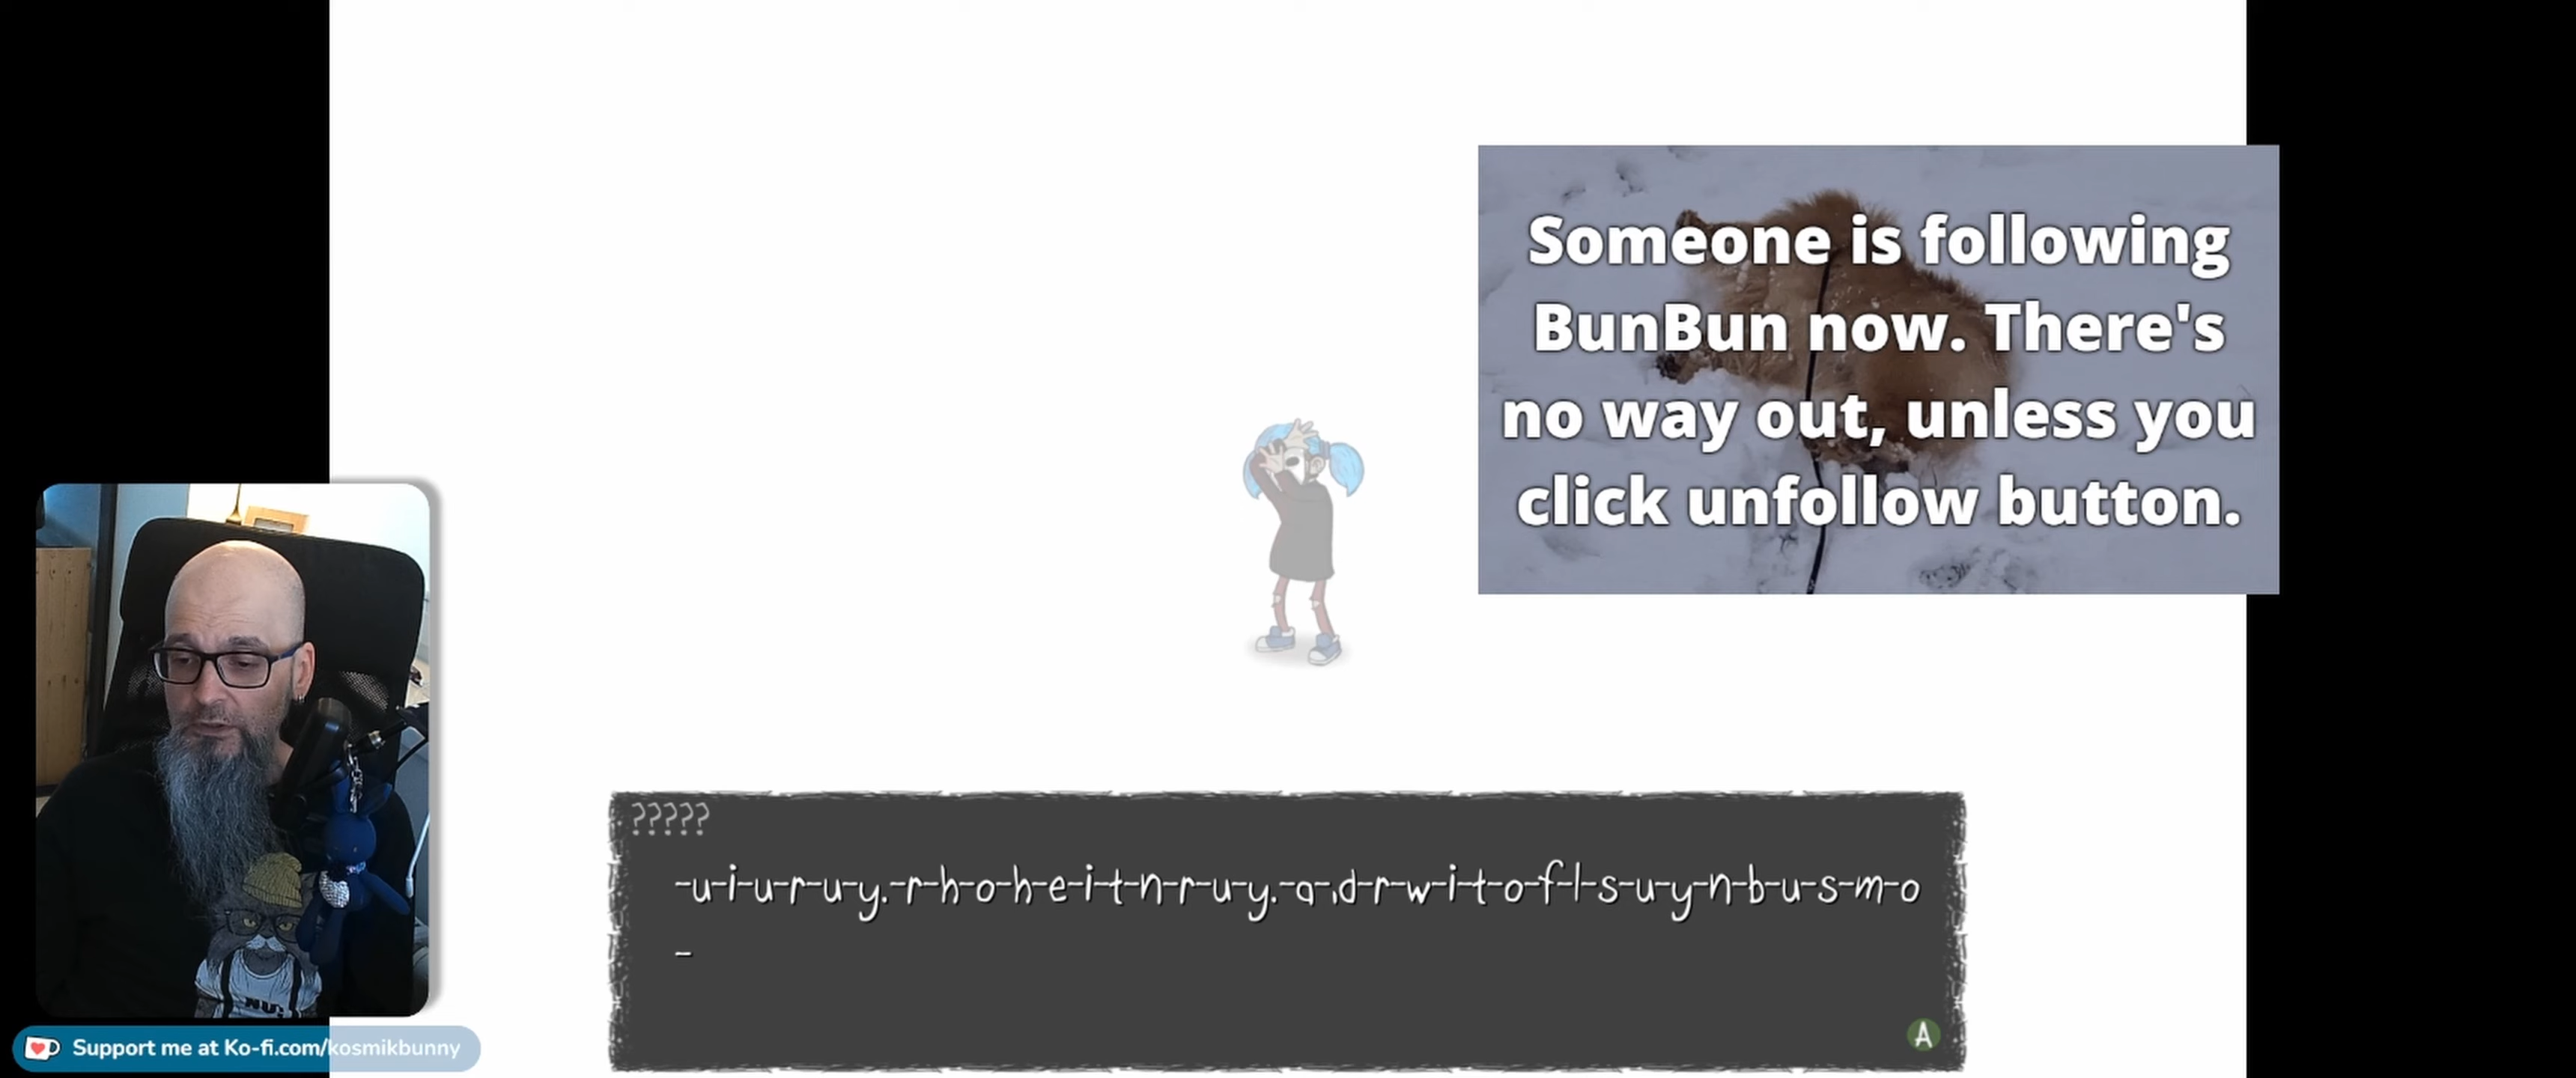 Someone is following
BunBun now. There's
no way out, unless you
click unfollow button.
?????
-u-i-u-r-u-y.-r-h-o-h-e-i-t-n-r-u-y.-a-,d-r-w-i-t-o-f-l-s-u-y-n-b-u-s-m-o
-
A
Support me at Ko-fi.com/kosmikbunny